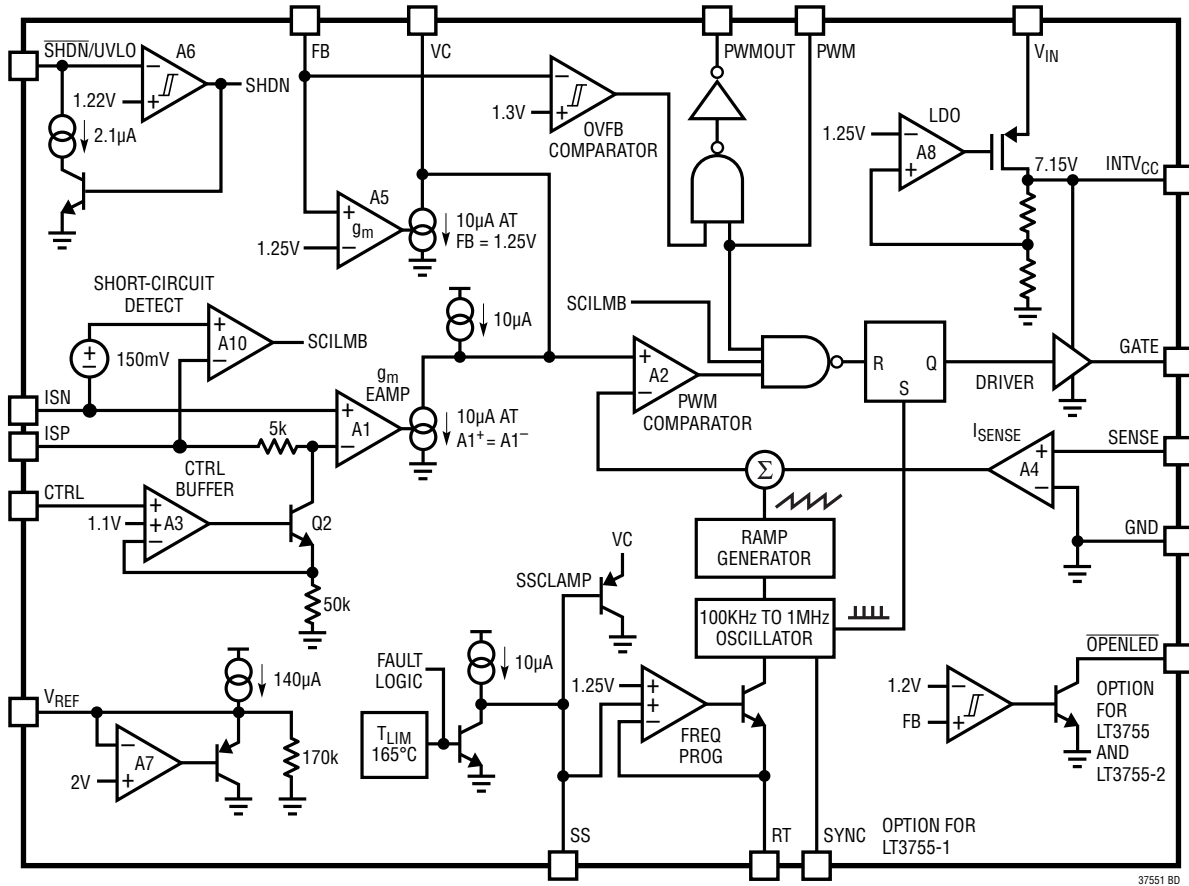 SHDN/UVLO
A6
FB
VC
PWMOUT
PWM
VIN
−
+
1.22V
SHDN
2.1µA
−
+
1.3V
OVFB
COMPARATOR
LDO
1.25V
−
A8
+
7.15V
INTVCC
A5
+
gm
−
1.25V
10µA AT
FB = 1.25V
SHORT-CIRCUIT
DETECT
+
A10
−
SCILMB
+
−
150mV
10µA
SCILMB
gm
EAMP
+
A2
−
PWM
COMPARATOR
R
Q
S
DRIVER
GATE
ISN
ISP
5k
+
A1
−
10µA AT
A1+ = A1−
ISENSE
+
A4
−
SENSE
Σ
CTRL
CTRL
BUFFER
+
1.1V
+
A3
−
Q2
50k
RAMP
GENERATOR
GND
VC
SSCLAMP
100KHz TO 1MHz
OSCILLATOR
OPENLED
VREF
140µA
−
A7
+
2V
170k
FAULT
LOGIC
10µA
TLIM
165°C
1.25V
+
+
−
FREQ
PROG
1.2V
−
FB
+
OPTION
FOR
LT3755
AND
LT3755-2
SS
RT
SYNC
OPTION FOR
LT3755-1
37551 BD